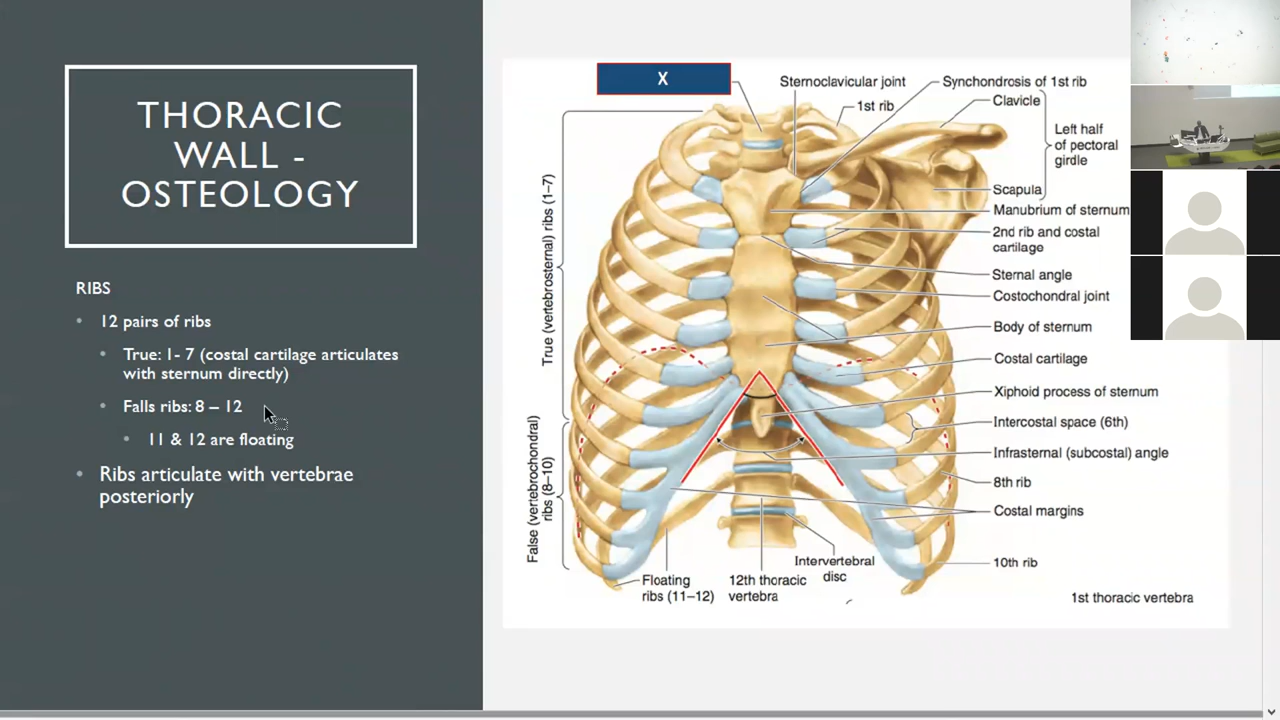 THORACIC
WALL -
OSTEOLOGY
RIBS
• 12 pairs of ribs
• True: 1- 7 (costal cartilage articulates
with sternum directly)
• Falls ribs: 8 – 12
• 11 & 12 are floating
• Ribs articulate with vertebrae
posteriorly
X
Sternoclavicular joint
Synchondrosis of 1st rib
1st rib
Clavicle
Left half
of pectoral
girdle
Scapula
Manubrium of sternum
2nd rib and costal
cartilage
Sternal angle
Costochondral joint
Body of sternum
Costal cartilage
Xiphoid process of sternum
Intercostal space (6th)
Infrasternal (subcostal) angle
8th rib
Costal margins
10th rib
True (vertebrosternal) ribs (1–7)
False (vertebrochondral)
ribs (8–10)
Floating
ribs (11–12)
12th thoracic
vertebra
Intervertebral
disc
1st thoracic vertebra